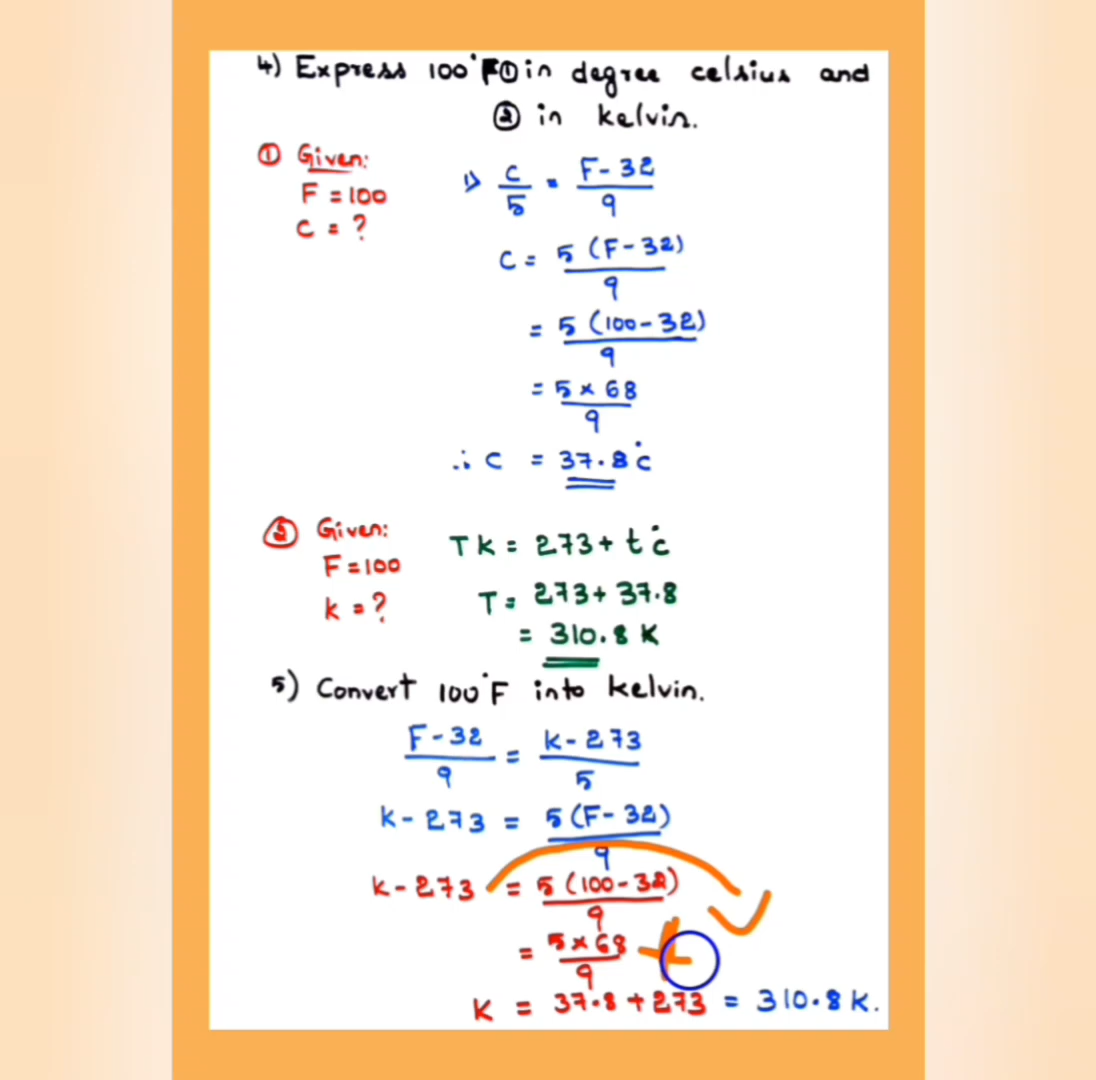 4) Express 100°F ① in degree celsius and
② in kelvin.
① Given:
F = 100
C = ?
1) C/5 = F-32/9
C = 5 (F-32)/9
= 5 (100-32)/9
= 5 × 68/9
∴ C = 37.8°C
② Given:
F = 100
k = ?
TK = 273 + t°C
T = 273 + 37.8
= 310.8 K
5) Convert 100°F into kelvin.
F-32/9 = K-273/5
K-273 = 5(F-32)/9
K-273 = 5 (100-32)/9
= 5×68/9
K = 37.8 + 273 = 310.8 K.